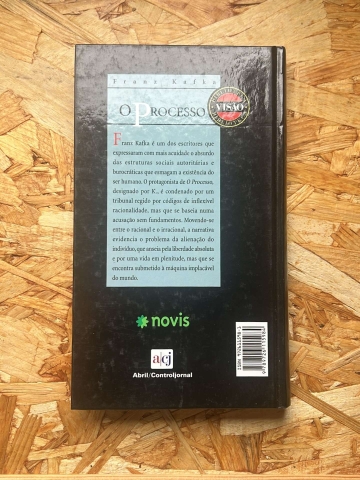 Franz Kafka
O PROCESSO
VISÃO
Franz Kafka é um dos escritores que
expressaram com mais acuidade o absurdo
das estruturas sociais autoritárias e
burocráticas que esmagam a existência do
ser humano. O protagonista de O Processo,
designado por K., é condenado por um
tribunal regido por códigos de inflexível
racionalidade, mas que se baseia numa
acusação sem fundamentos. Movendo-se
entre o racional e o irracional, a narrativa
evidencia o problema da alienação do
indivíduo, que anseia pela liberdade absoluta
e por uma vida em plenitude, mas que se
encontra submetido à máquina implacável
do mundo.
novis
acj
Abril/Controljornal